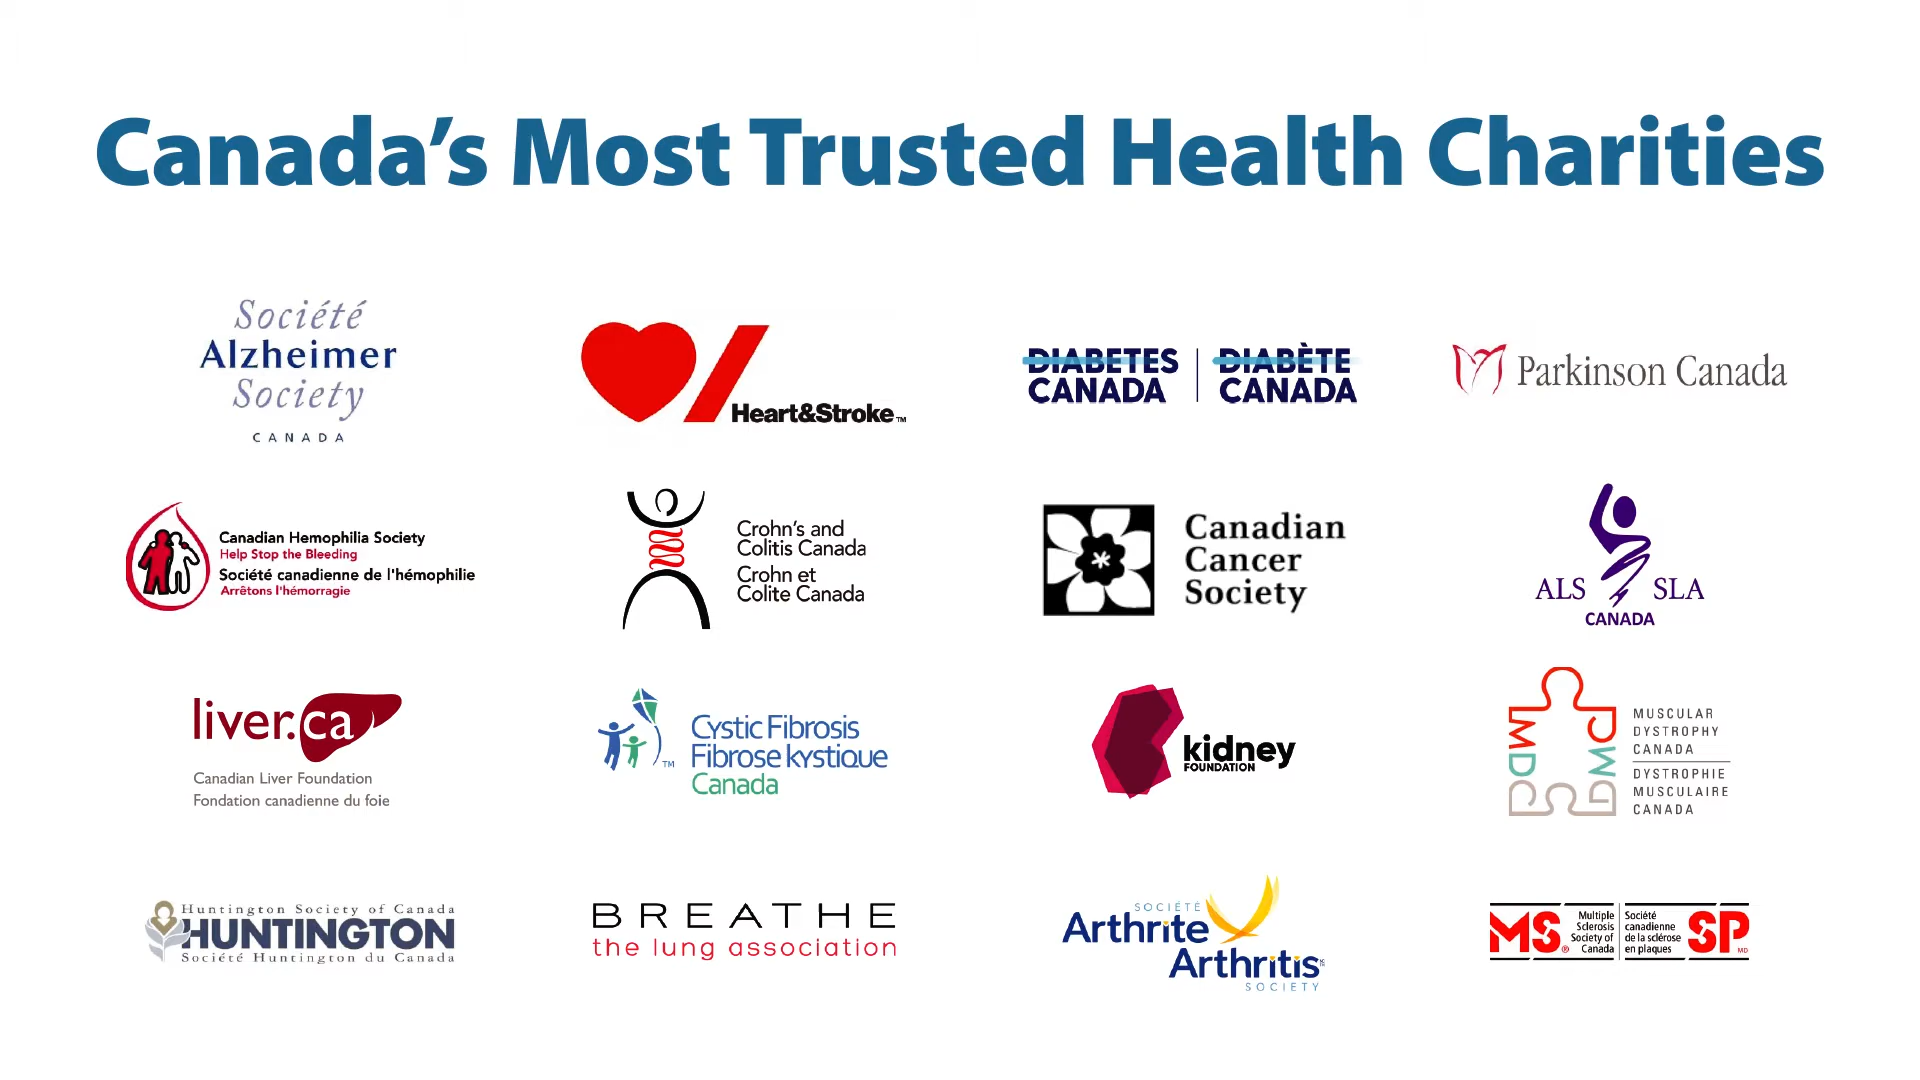 Canada's Most Trusted Health Charities
Société
Alzheimer
Society
CANADA
Heart&Stroke™
DIABETES
CANADA
DIABÈTE
CANADA
Parkinson Canada
Canadian Hemophilia Society
Help Stop the Bleeding
Société canadienne de l'hémophilie
Arrêtons l'hémorragie
Crohn's and
Colitis Canada
Crohn et
Colite Canada
Canadian
Cancer
Society
ALS SLA
CANADA
liver.ca
Canadian Liver Foundation
Fondation canadienne du foie
Cystic Fibrosis
Fibrose kystique
Canada
TM
kidney
FOUNDATION
MDC
DMC
MUSCULAR
DYSTROPHY
CANADA
DYSTROPHIE
MUSCULAIRE
CANADA
Huntington Society of Canada
HUNTINGTON
Société Huntington du Canada
BREATHE
the lung association
SOCIÉTÉ
Arthrite
Arthritis
SOCIETY
MS®
Multiple
Sclerosis
Society of
Canada
Société
canadienne
de la sclérose
en plaques
SP MD